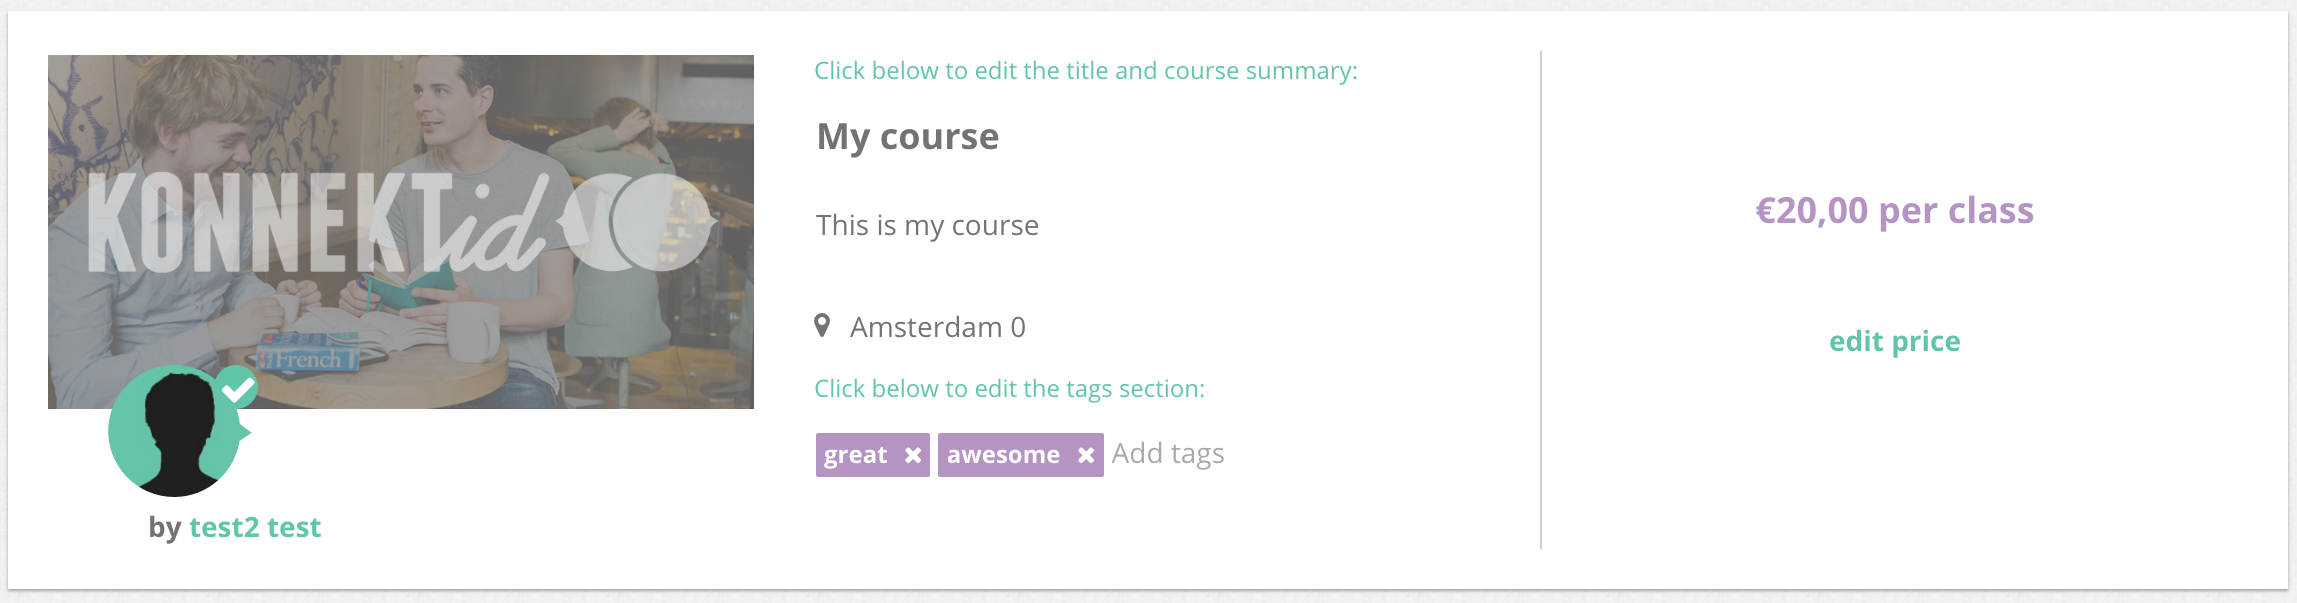 KONNEKTid
French
by test2 test
Click below to edit the title and course summary:
My course
This is my course
Amsterdam 0
Click below to edit the tags section:
great awesome Add tags
€20,00 per class
edit price